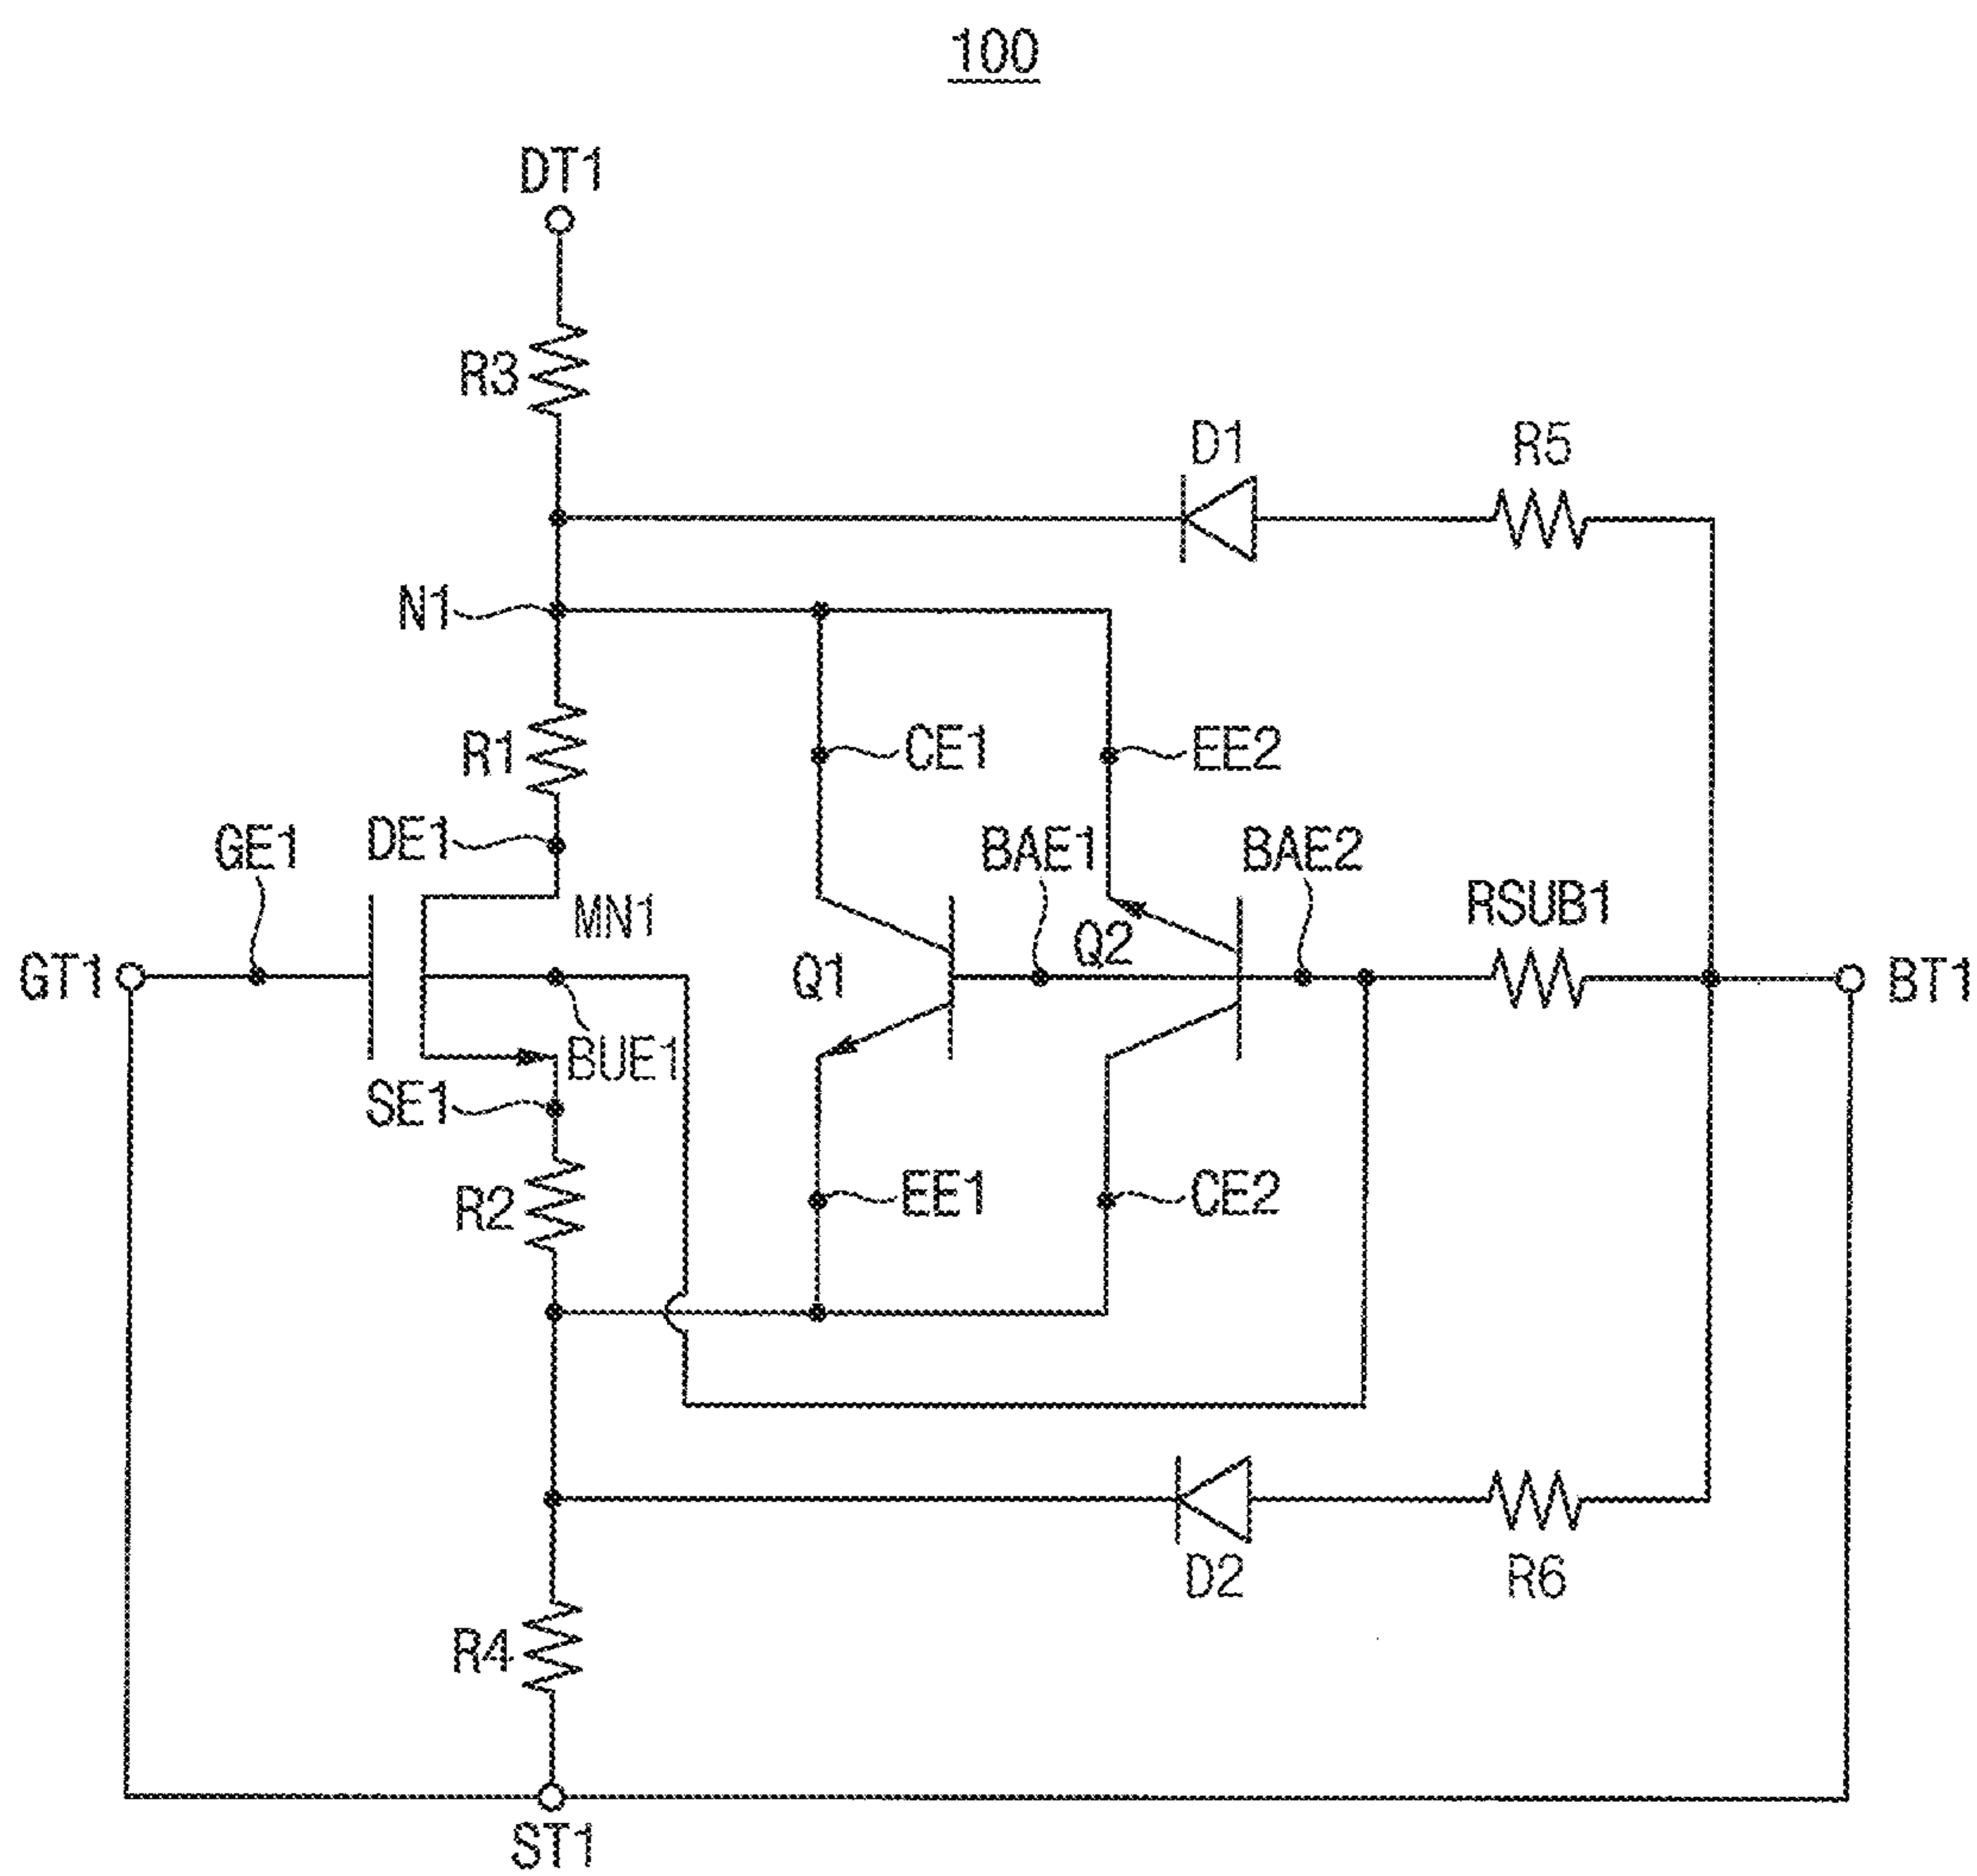 100
DT1
R3
D1
R5
N1
R1
CE1
EE2
GE1
DE1
BAE1
BAE2
MN1
RSUB1
GT1
Q1
Q2
BT1
BUE1
SE1
R2
EE1
CE2
D2
R6
R4
ST1